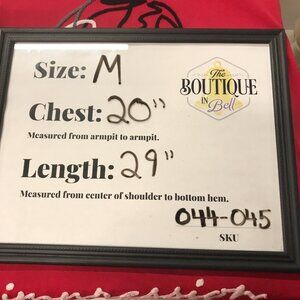 Size: M
The
BOUTIQUE
IN
Bell
Chest: 20"
Measured from armpit to armpit.
Length: 29"
Measured from center of shoulder to bottom hem.
044-045
SKU